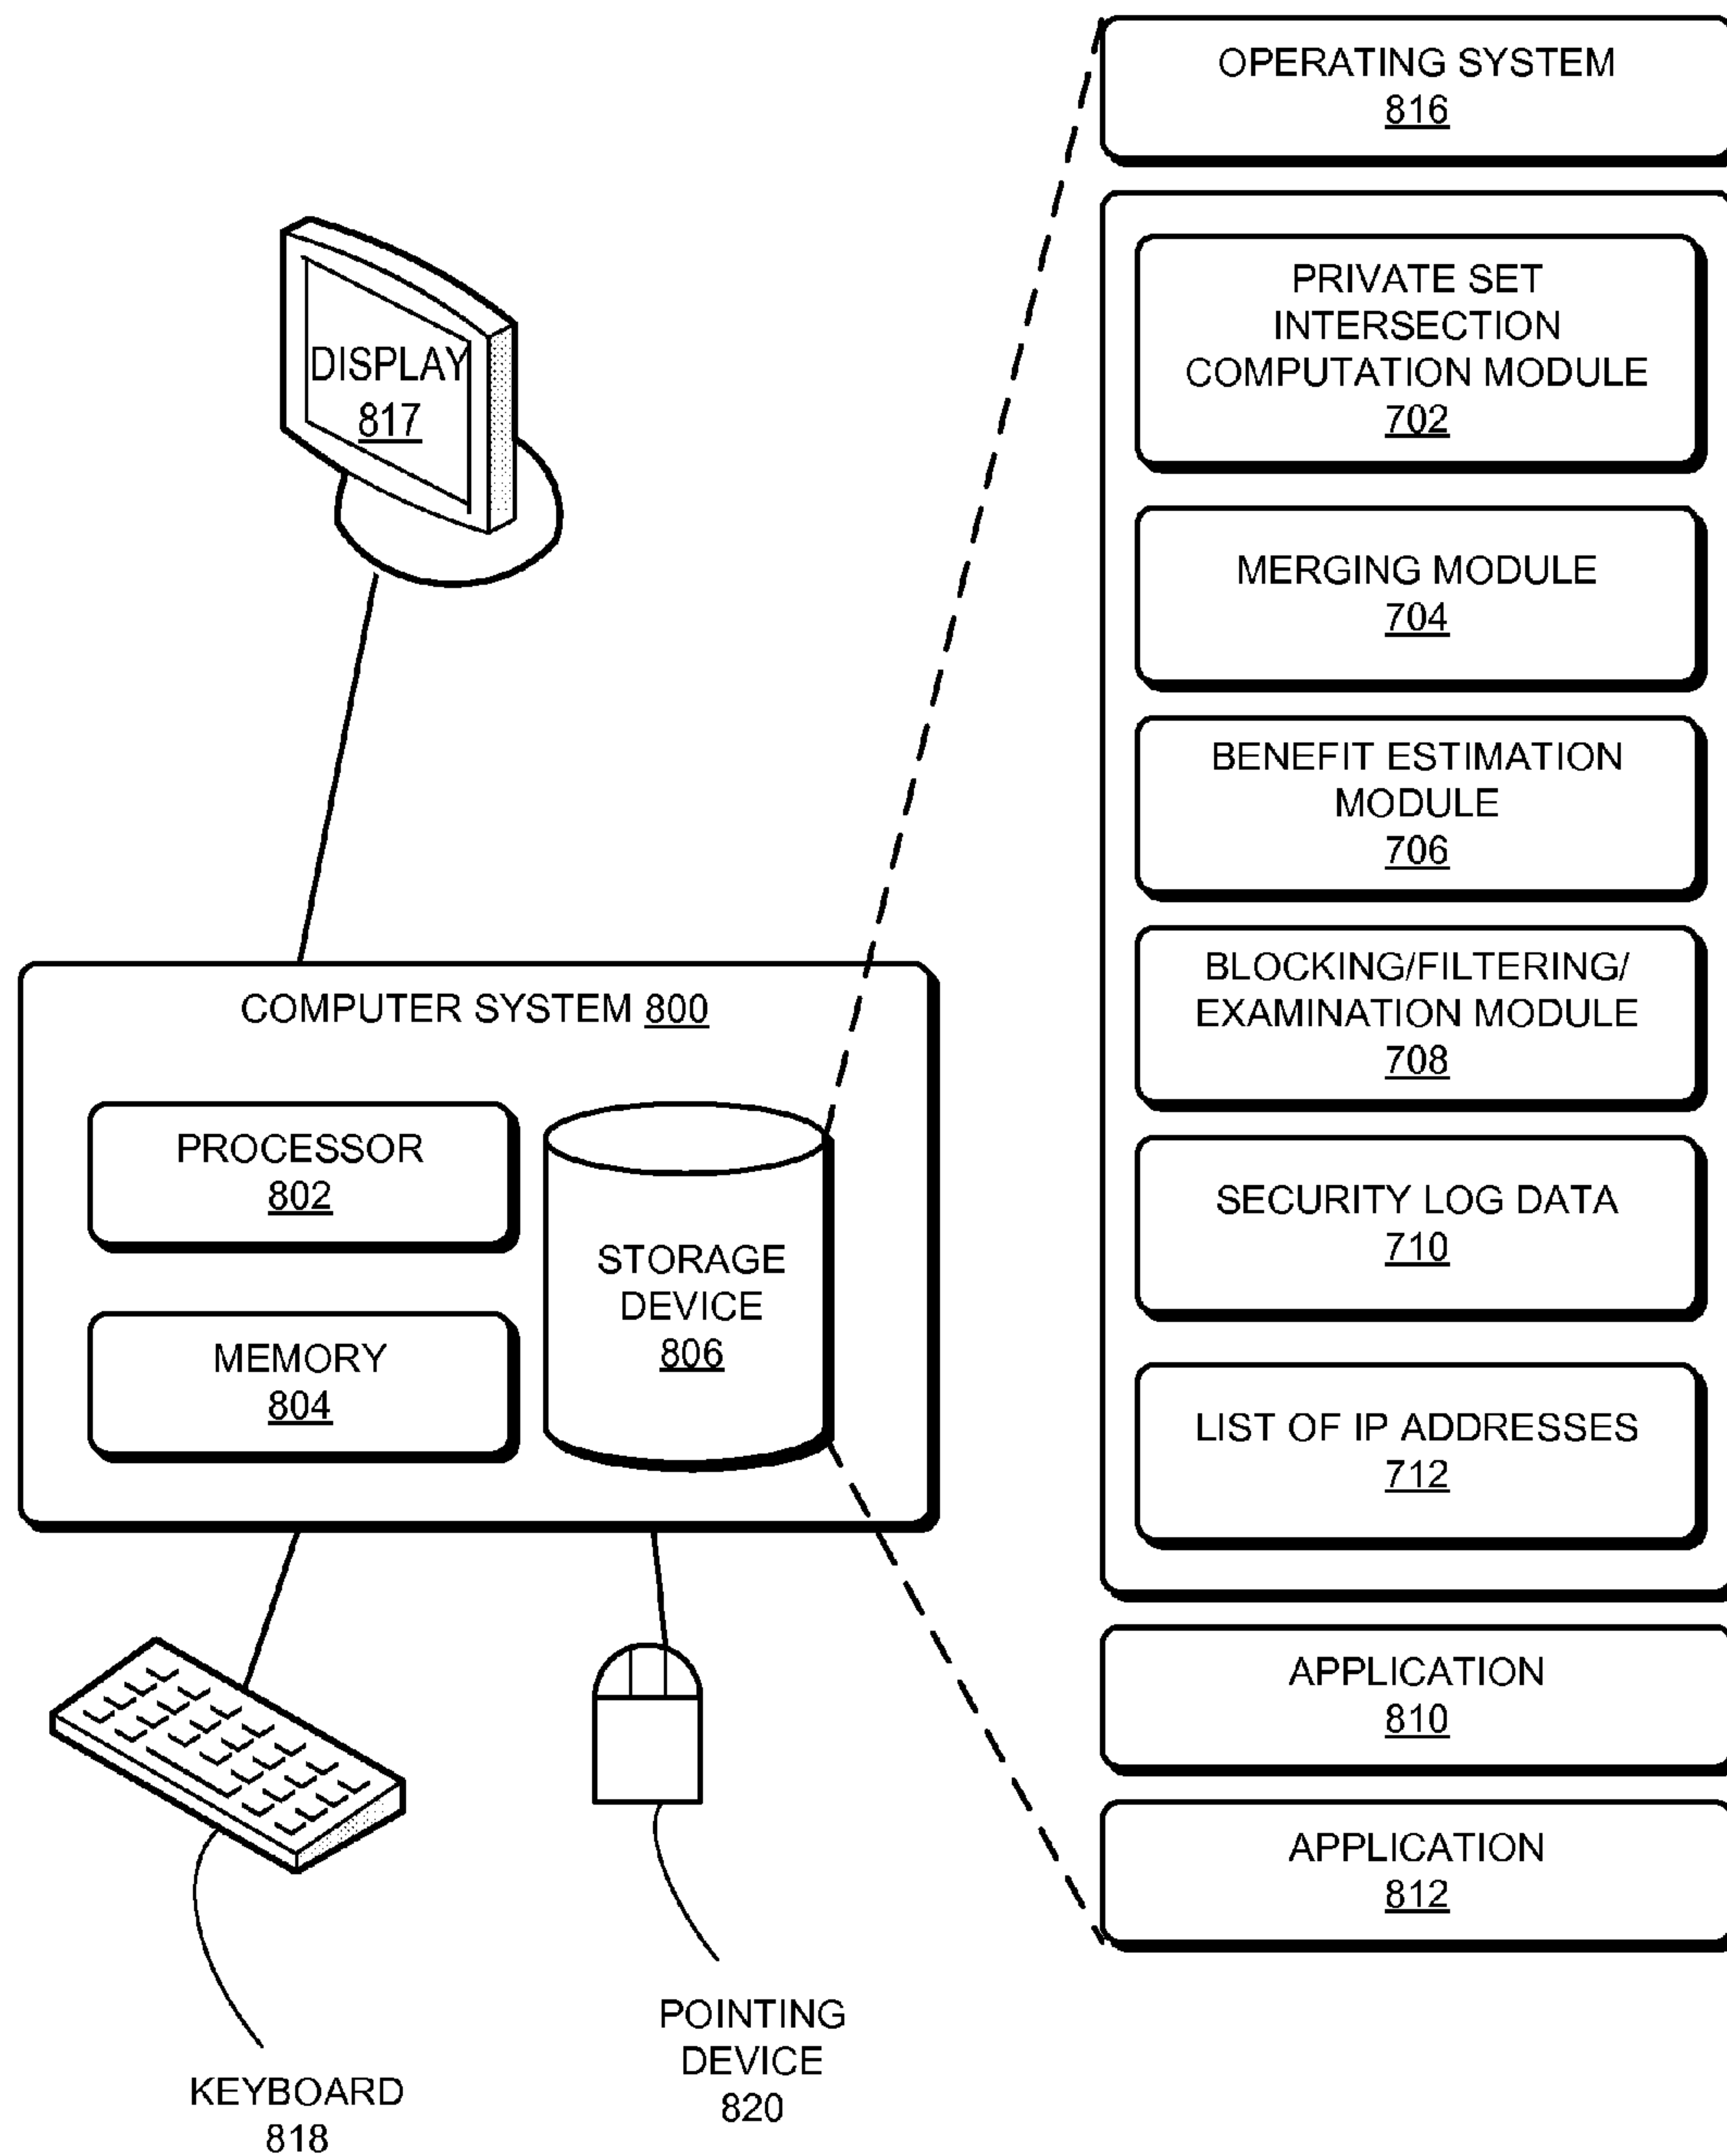 OPERATING SYSTEM
816
PRIVATE SET
INTERSECTION
COMPUTATION MODULE
702
MERGING MODULE
704
BENEFIT ESTIMATION
MODULE
706
BLOCKING/FILTERING/
EXAMINATION MODULE
708
SECURITY LOG DATA
710
LIST OF IP ADDRESSES
712
APPLICATION
810
APPLICATION
812
DISPLAY
817
COMPUTER SYSTEM 800
PROCESSOR
802
MEMORY
804
STORAGE
DEVICE
806
KEYBOARD
818
POINTING
DEVICE
820